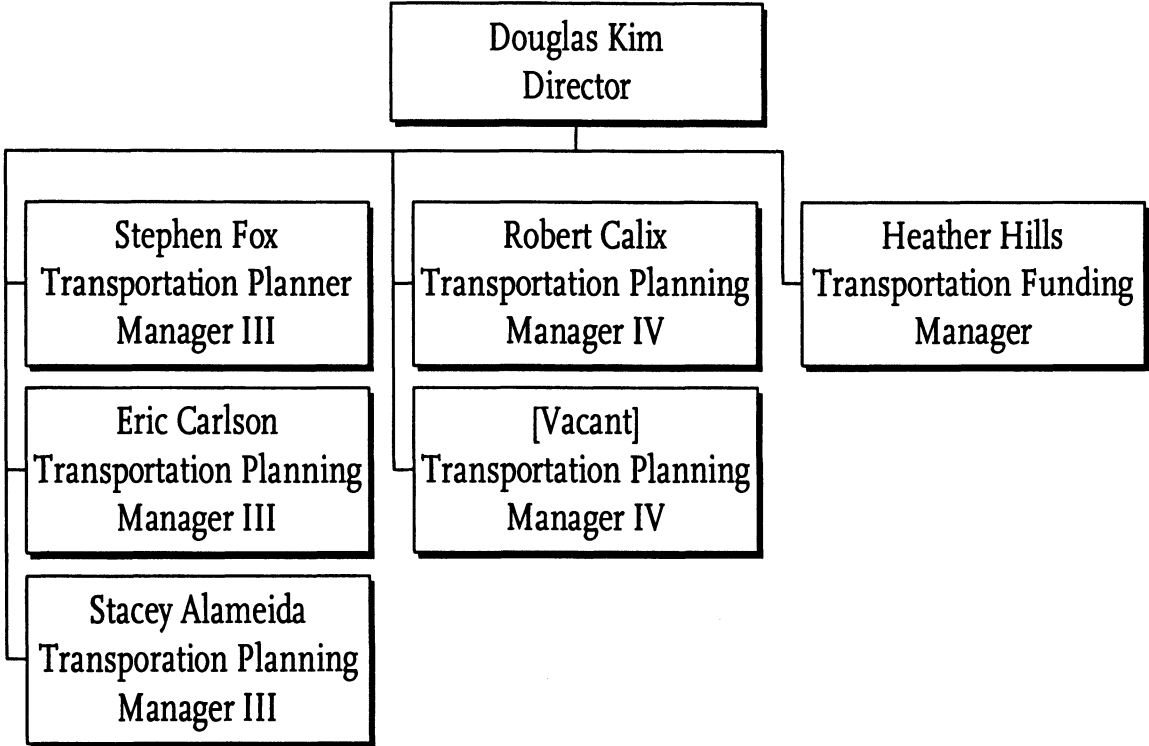 Douglas Kim
Director
Stephen Fox
Transportation Planner
Manager III
Robert Calix
Transportation Planning
Manager IV
Heather Hills
Transportation Funding
Manager
Eric Carlson
Transportation Planning
Manager III
[Vacant]
Transportation Planning
Manager IV
Stacey Alameida
Transporation Planning
Manager III